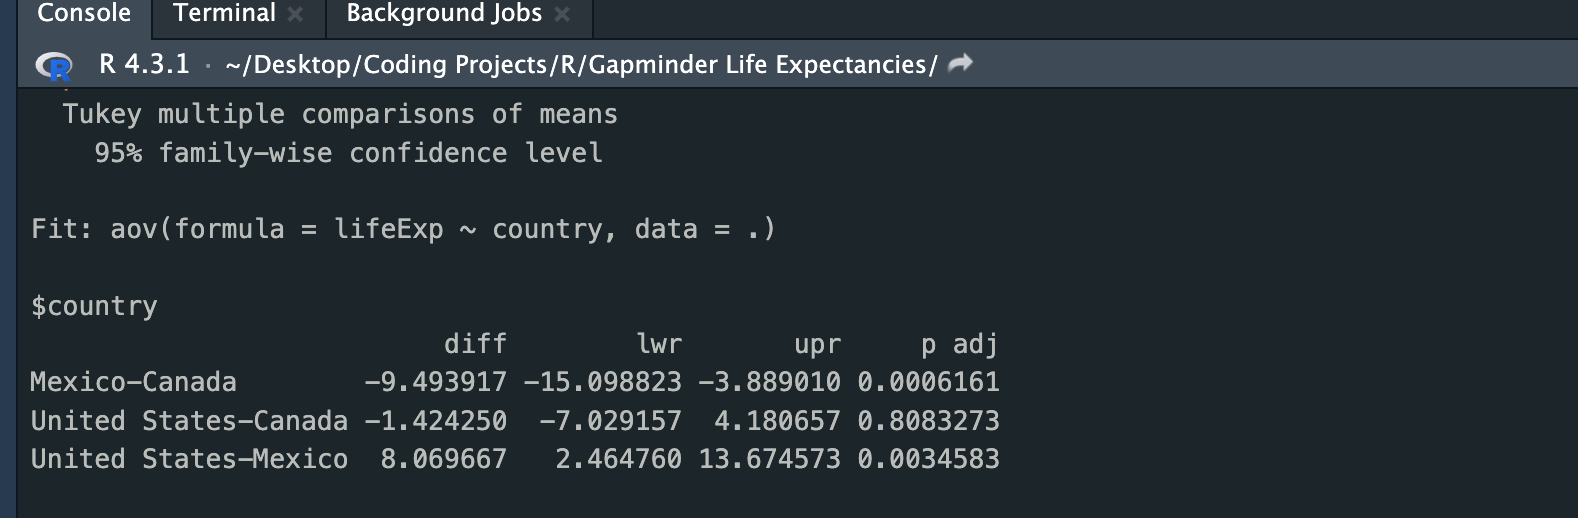 Console Terminal × Background Jobs ×
R R 4.3.1 · ~/Desktop/Coding Projects/R/Gapminder Life Expectancies/
Tukey multiple comparisons of means
95% family-wise confidence level
Fit: aov(formula = lifeExp ~ country, data = .)
$country
diff lwr upr p adj
Mexico-Canada -9.493917 -15.098823 -3.889010 0.0006161
United States-Canada -1.424250 -7.029157 4.180657 0.8083273
United States-Mexico 8.069667 2.464760 13.674573 0.0034583